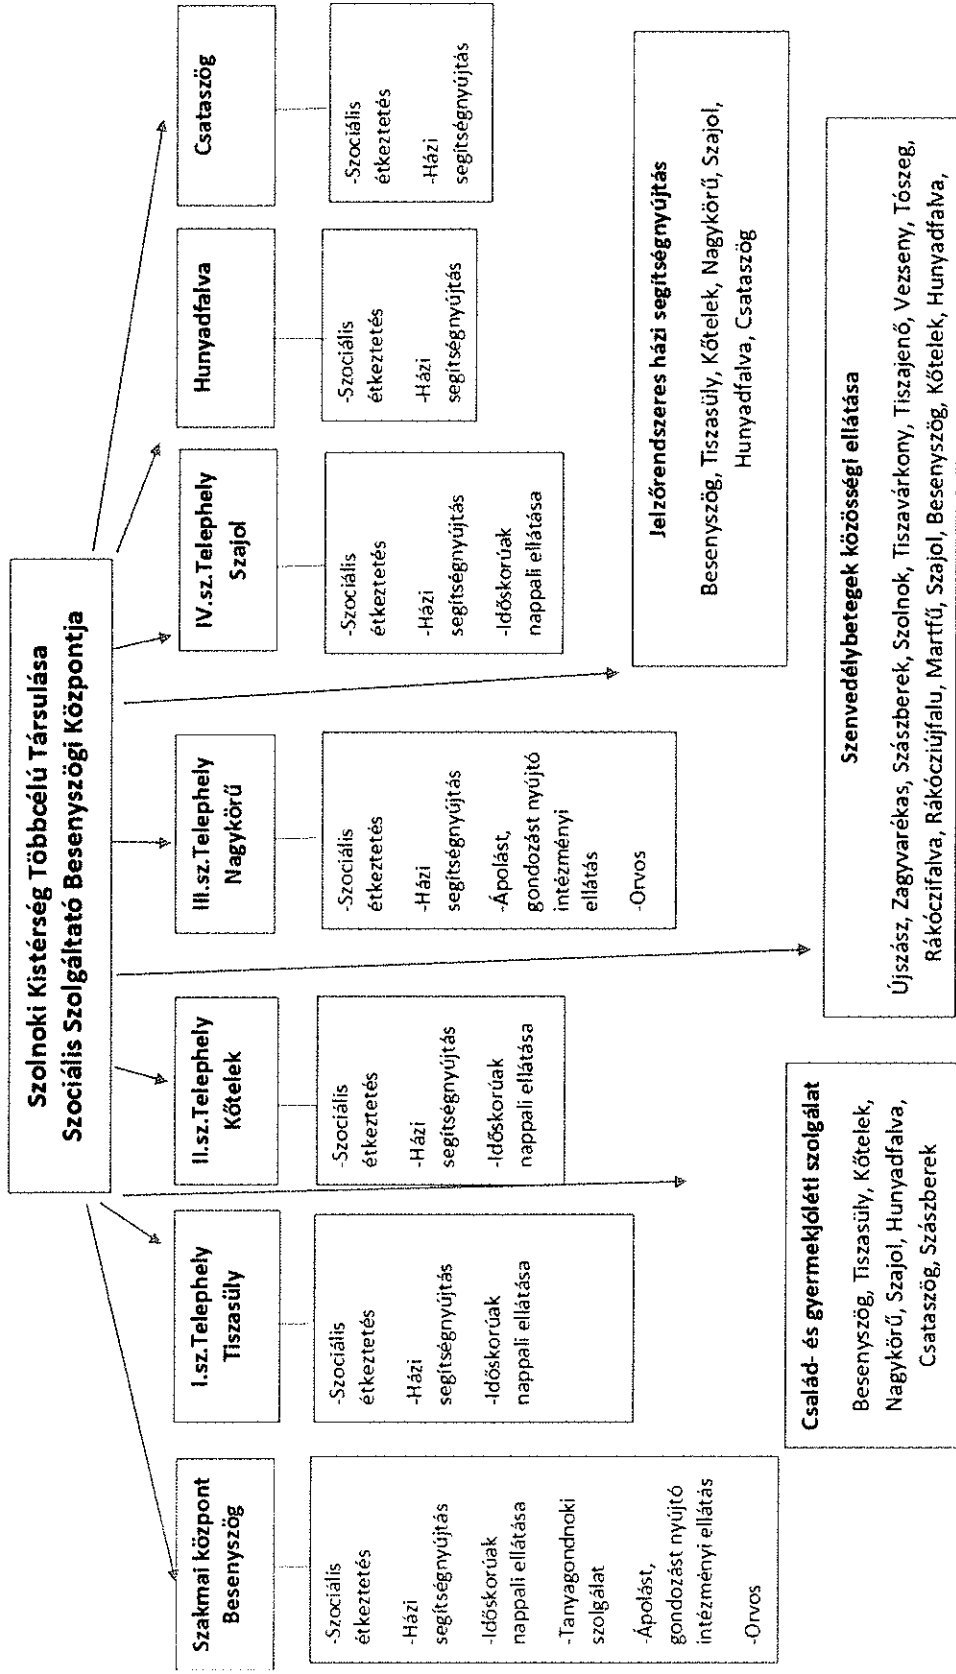 Szolnoki Kistérség Többcélú Társulása
Szociális Szolgáltató Besenyszögi Központja
Szakmai központ
Besenyszög
I.sz.Telephely
Tiszasüly
II.sz.Telephely
Kőtelek
III.sz.Telephely
Nagykörű
IV.sz.Telephely
Szajol
Hunyadfalva
Csataszög
-Szociális
étkeztetés
-Házi
segítségnyújtás
-Időskorúak
nappali ellátása
-Tanyagondnoki
szolgálat
-Ápolást,
gondozást nyújtó
intézményi ellátás
-Orvos
-Szociális
étkeztetés
-Házi
segítségnyújtás
-Időskorúak
nappali ellátása
-Szociális
étkeztetés
-Házi
segítségnyújtás
-Időskorúak
nappali ellátása
-Szociális
étkeztetés
-Házi
segítségnyújtás
-Ápolást,
gondozást nyújtó
intézményi
ellátás
-Orvos
-Szociális
étkeztetés
-Házi
segítségnyújtás
-Időskorúak
nappali ellátása
-Szociális
étkeztetés
-Házi
segítségnyújtás
-Szociális
étkeztetés
-Házi
segítségnyújtás
Jelzőrendszeres házi segítségnyújtás
Besenyszög, Tiszasüly, Kőtelek, Nagykörű, Szajol,
Hunyadfalva, Csataszög
Család- és gyermekjóléti szolgálat
Besenyszög, Tiszasüly, Kőtelek,
Nagykörű, Szajol, Hunyadfalva,
Csataszög, Szászberek
Szenvedélybetegek közösségi ellátása
Újszász, Zagyvarékas, Szászberek, Szolnok, Tiszavárkony, Tiszajenő, Vezseny, Tószeg,
Rákóczifalva, Rákócziújfalu, Martfű, Szajol, Besenyszög, Kőtelek, Hunyadfalva,